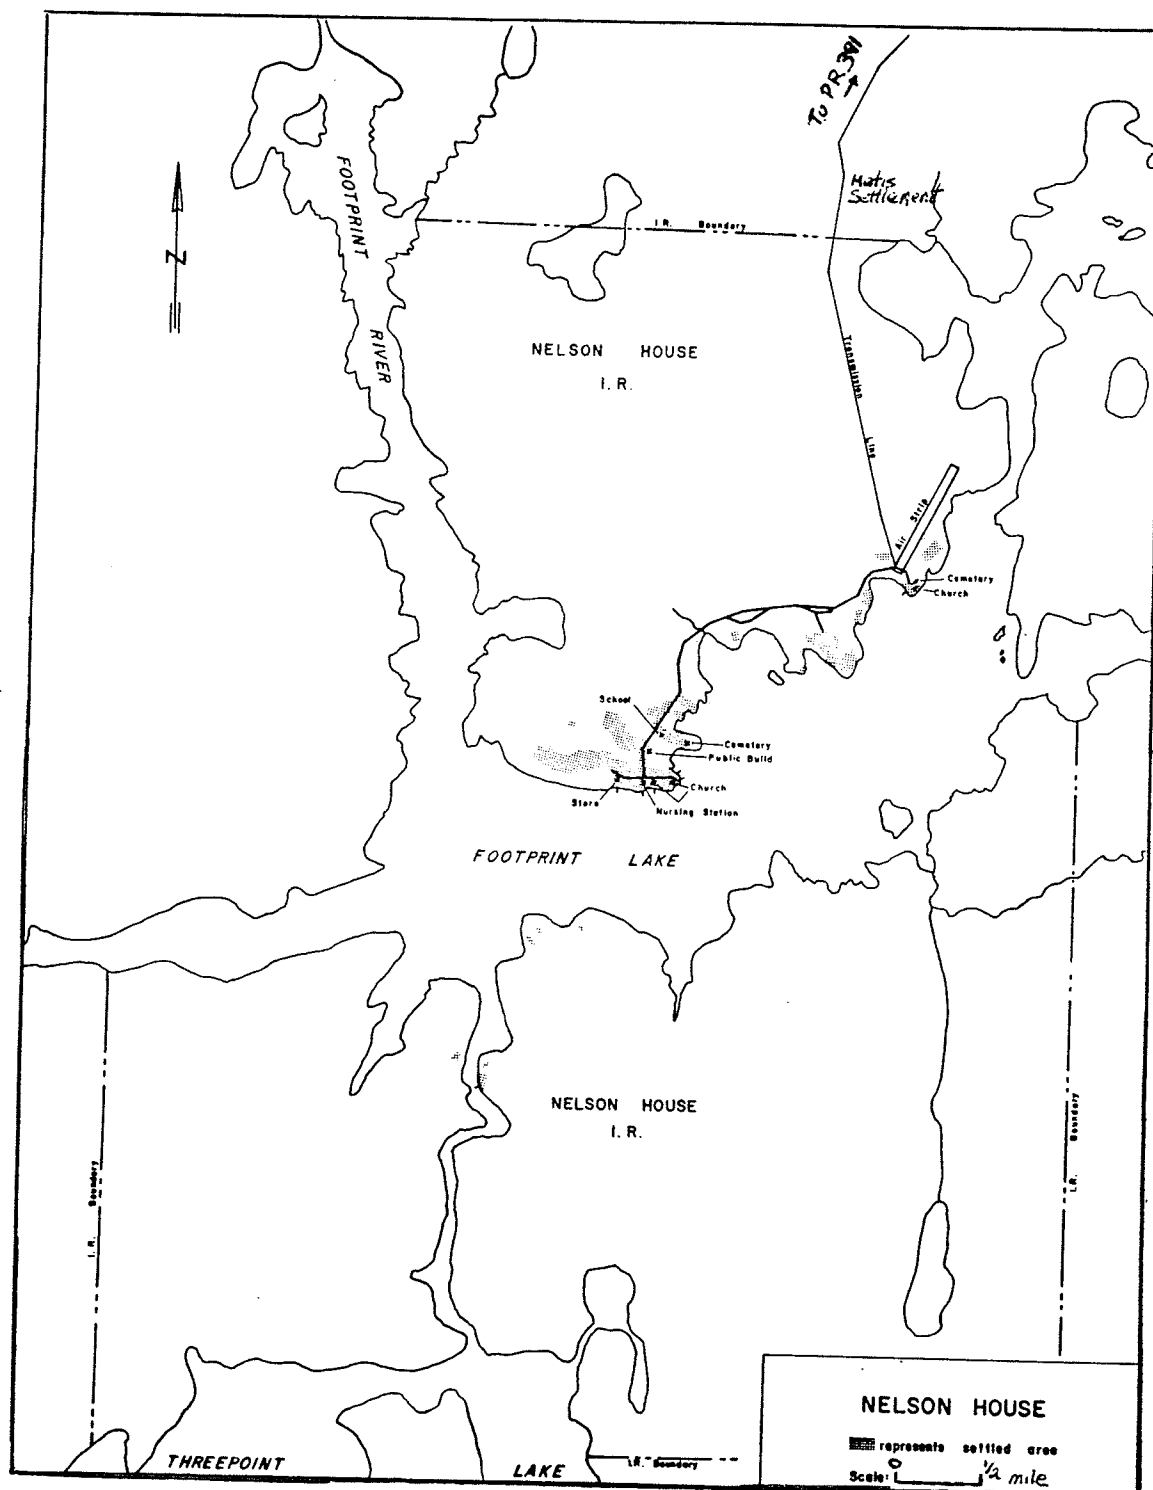 To PR 391
Metis
Settlement
FOOTPRINT
RIVER
N
I.R. Boundary
NELSON HOUSE
I.R.
Transmission Line
Air Strip
Cemetery
Church
School
Cemetery
Public Build
Church
Store
Nursing Station
FOOTPRINT LAKE
NELSON HOUSE
I.R.
I.R. Boundary
I.R. Boundary
THREEPOINT LAKE
I.R. Boundary
NELSON HOUSE
represents settled area
Scale: 0 1/2 mile